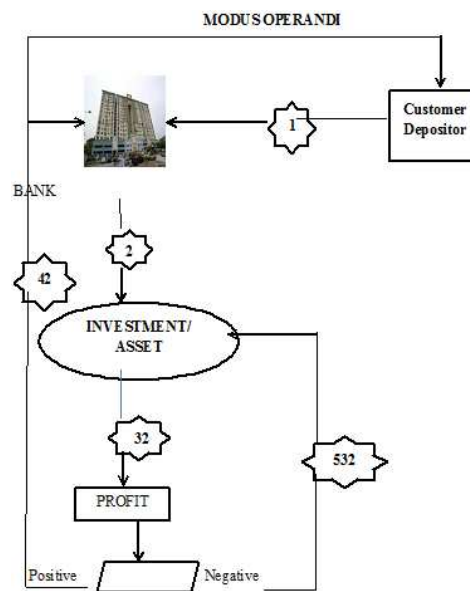 MODUS OPERANDI
Customer
Depositor
1
BANK
2
42
INVESTMENT/
ASSET
32
532
PROFIT
Positive
Negative